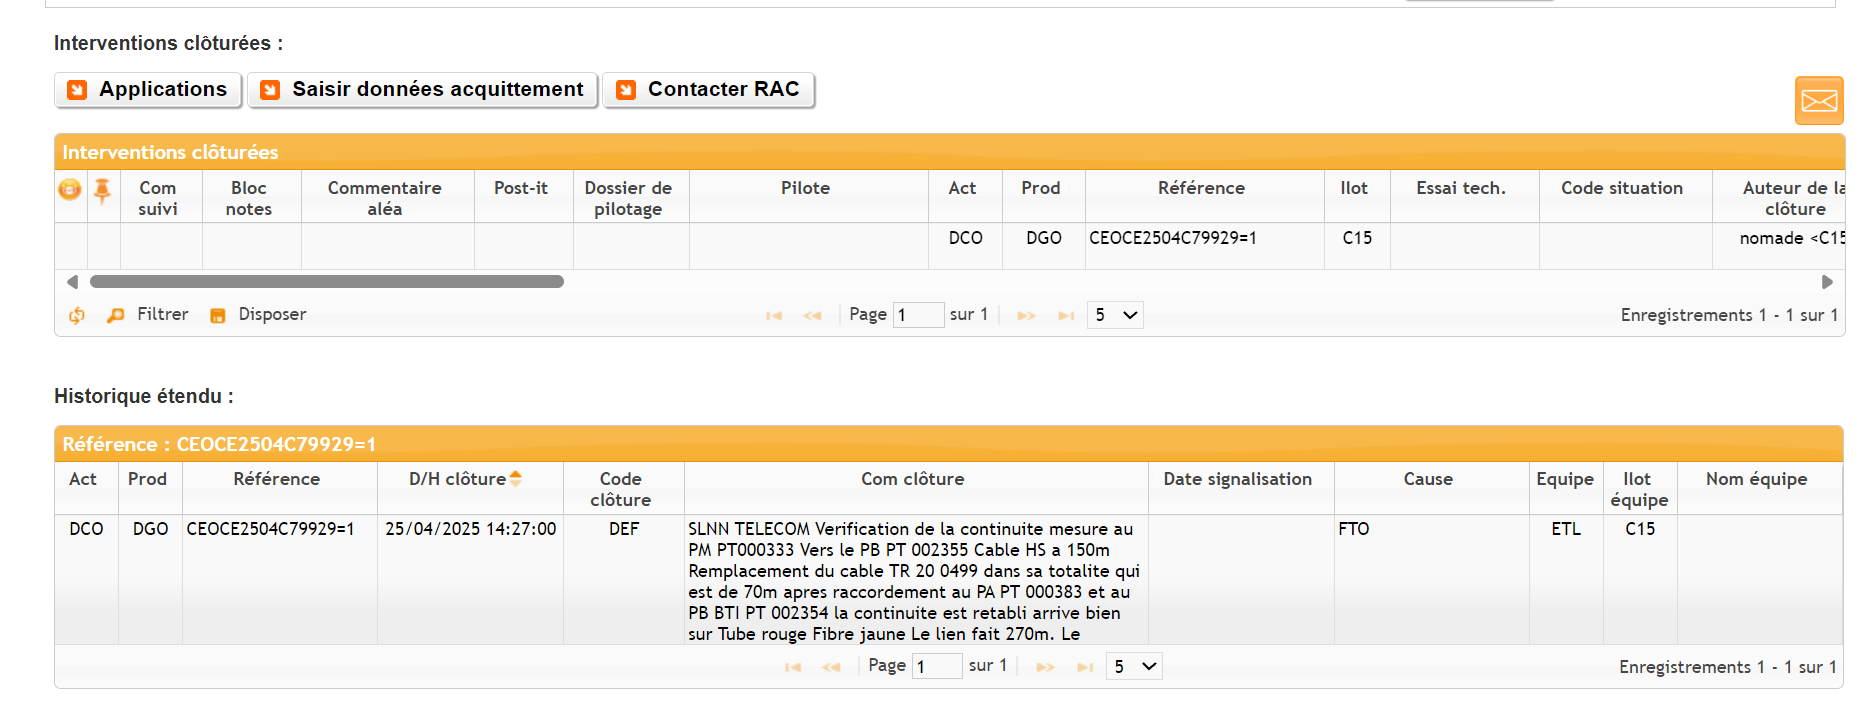 Interventions clôturées :
Applications Saisir données acquittement Contacter RAC
Interventions clôturées
Com suivi Bloc notes Commentaire aléa Post-it Dossier de pilotage Pilote Act Prod Référence Ilot Essai tech. Code situation Auteur de la clôture
DCO DGO CEOCE2504C79929=1 C15 nomade <C15
Filtrer Disposer Page 1 sur 1 5 Enregistrements 1 - 1 sur 1
Historique étendu :
Référence : CEOCE2504C79929=1
Act Prod Référence D/H clôture Code clôture Com clôture Date signalisation Cause Equipe Ilot équipe Nom équipe
DCO DGO CEOCE2504C79929=1 25/04/2025 14:27:00 DEF SLNN TELECOM Verification de la continuite mesure au FTO ETL C15
PM PT000333 Vers le PB PT 002355 Cable HS a 150m
Remplacement du cable TR 20 0499 dans sa totalite qui
est de 70m apres raccordement au PA PT 000383 et au
PB BTI PT 002354 la continuite est retabli arrive bien
sur Tube rouge Fibre jaune Le lien fait 270m. Le
Page 1 sur 1 5 Enregistrements 1 - 1 sur 1